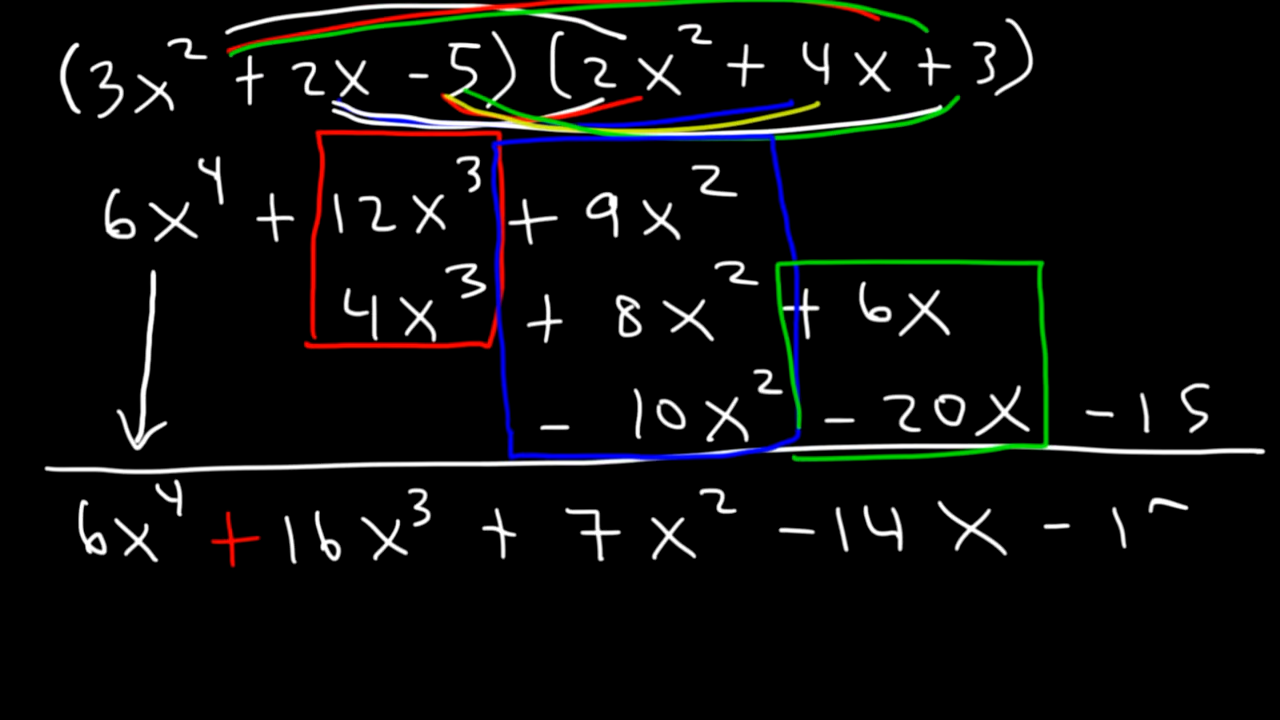 (3x² + 2x - 5) (2x² + 4x + 3)
6x⁴ + 12x³ + 9x²
4x³ + 8x² + 6x
- 10x² - 20x - 15
6x⁴ + 16x³ + 7x² - 14x - 1